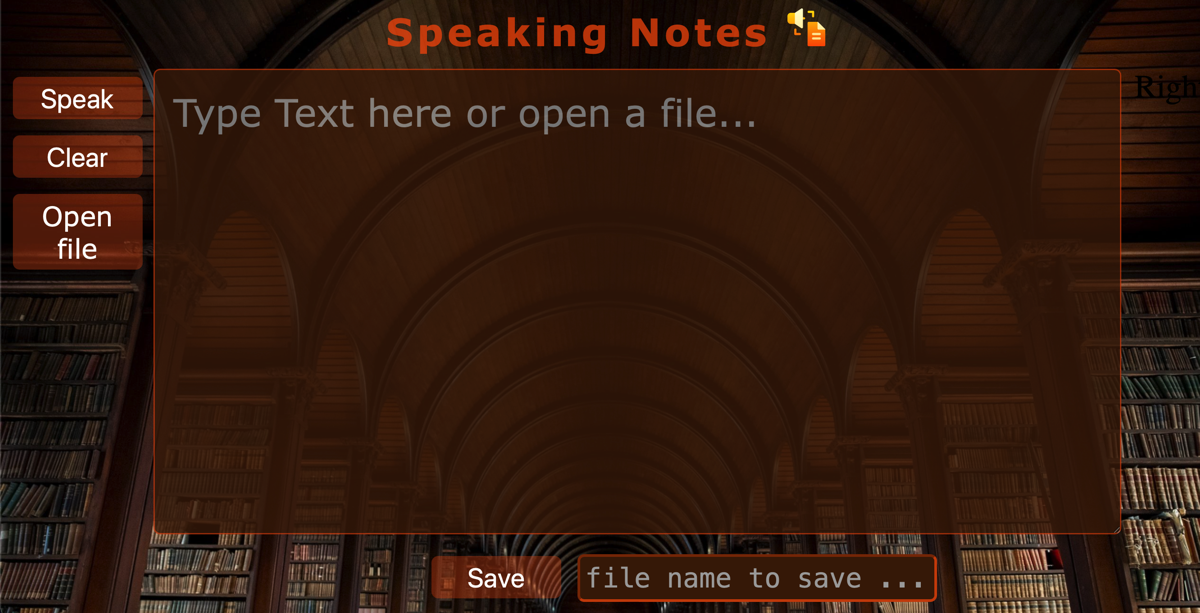 Speaking Notes
Speak
Clear
Open
file
Type Text here or open a file...
Save
file name to save ...